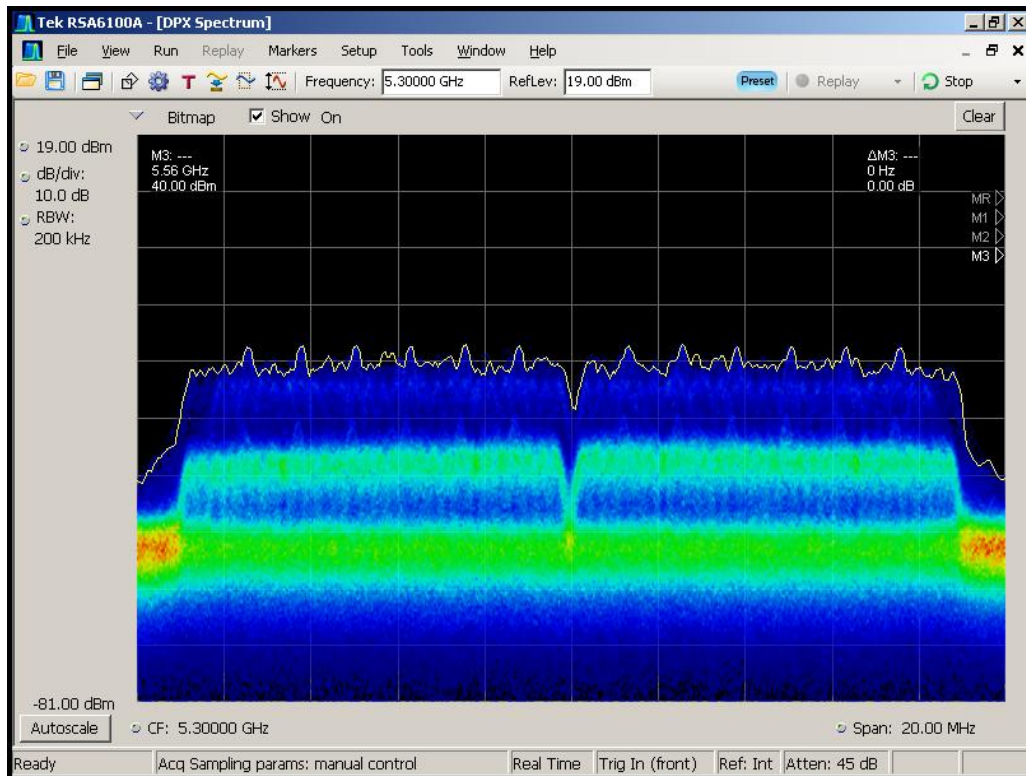 Tek RSA6100A - [DPX Spectrum]
File View Run Replay Markers Setup Tools Window Help
Frequency: 5.30000 GHz RefLev: 19.00 dBm Preset Replay Stop
Bitmap Show On Clear
19.00 dBm
dB/div:
10.0 dB
RBW:
200 kHz
M3: ---
5.56 GHz
40.00 dBm
ΔM3: ---
0 Hz
0.00 dB
MR
M1
M2
M3
-81.00 dBm
Autoscale CF: 5.30000 GHz Span: 20.00 MHz
Ready Acq Sampling params: manual control Real Time Trig In (front) Ref: Int Atten: 45 dB